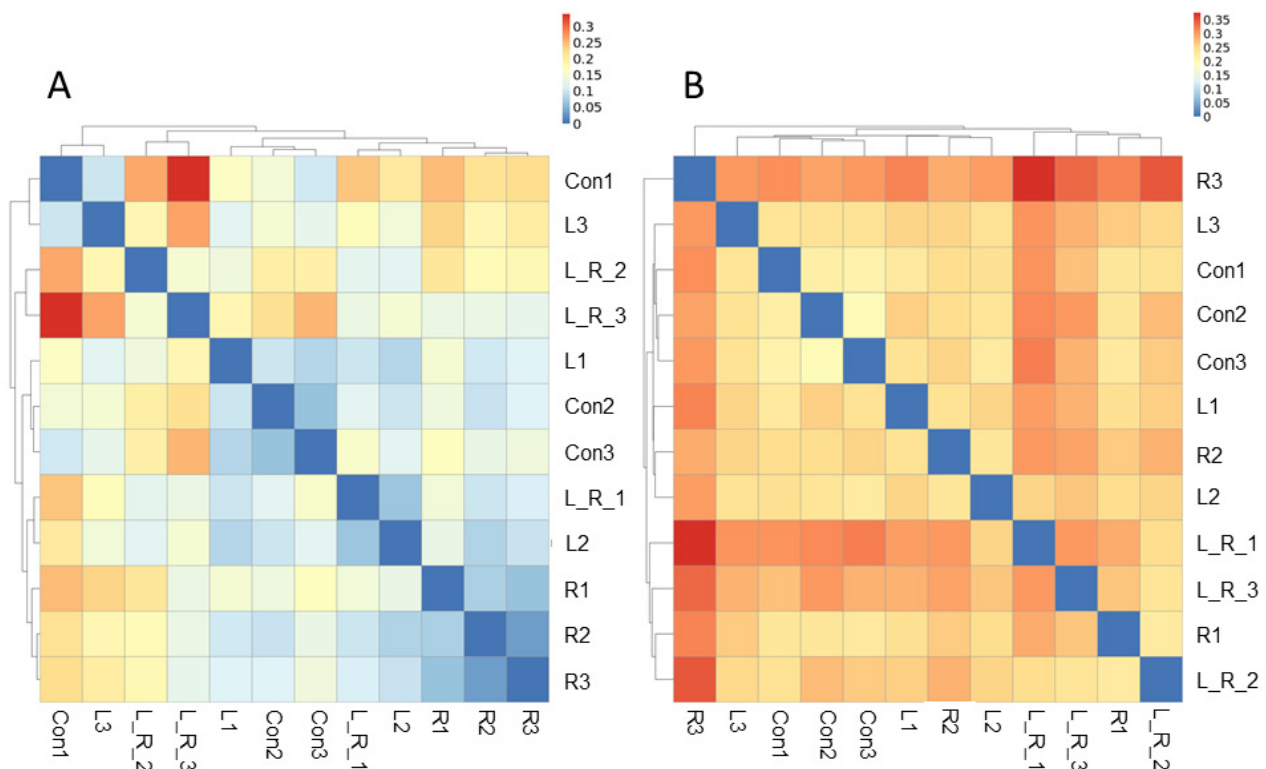 A
0.3
0.25
0.2
0.15
0.1
0.05
0
Con1
L3
L_R_2
L_R_3
L1
Con2
Con3
L_R_1
L2
R1
R2
R3
Con1
L3
L_R_2
L_R_3
L1
Con2
Con3
L_R_1
L2
R1
R2
R3
B
0.35
0.3
0.25
0.2
0.15
0.1
0.05
0
R3
L3
Con1
Con2
Con3
L1
R2
L2
L_R_1
L_R_3
R1
L_R_2
R3
L3
Con1
Con2
Con3
L1
R2
L2
L_R_1
L_R_3
R1
L_R_2